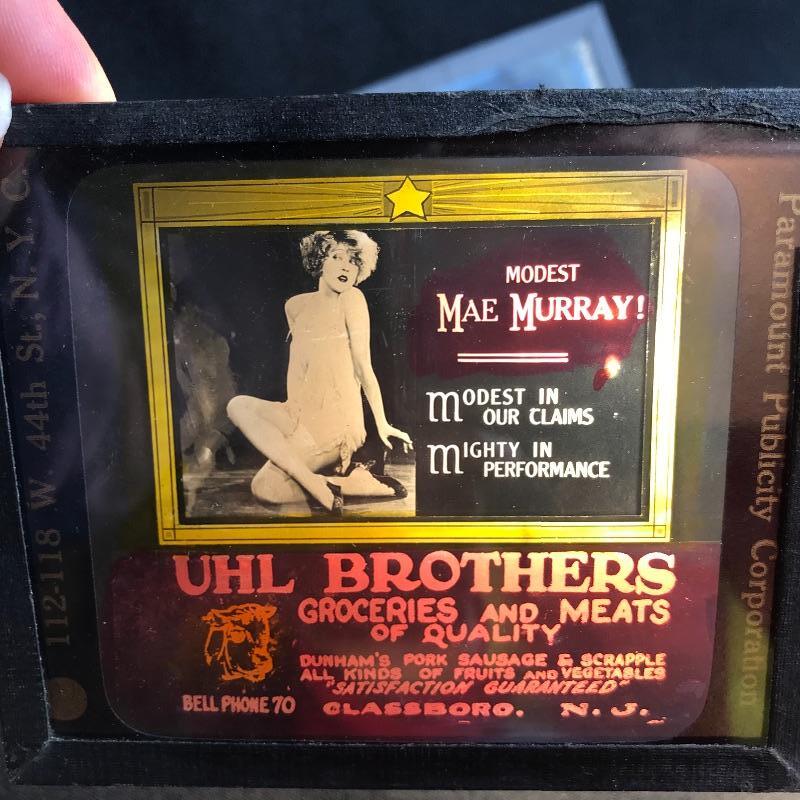 112-118 W. 44th St., N. Y. C.
MODEST
MAE MURRAY!
MODEST IN
OUR CLAIMS
MIGHTY IN
PERFORMANCE
UHL BROTHERS
GROCERIES AND MEATS
OF QUALITY
DUNHAM'S PORK SAUSAGE & SCRAPPLE
ALL KINDS OF FRUITS AND VEGETABLES
"SATISFACTION GUARANTEED"
BELL PHONE 70
GLASSBORO. N. J.
Paramount Publicity Corporation